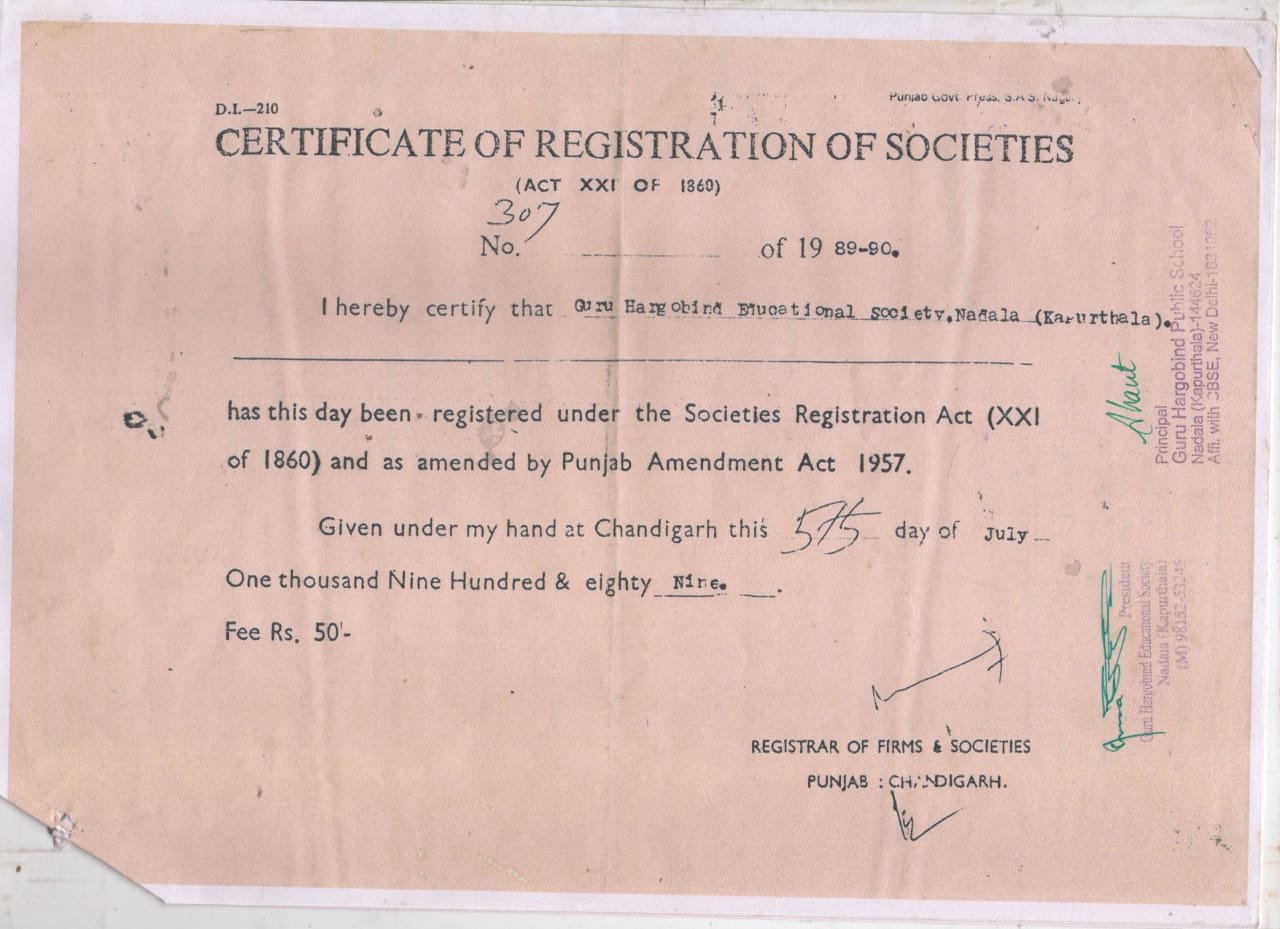 D.I.—210
Punjab Govt. Press, S.A.S. Nagar
CERTIFICATE OF REGISTRATION OF SOCIETIES
(ACT XXI OF 1860)
307
No. of 19 89-90.
I hereby certify that Guru Hargobind Educational Society, Nadala (Kapurthala).
has this day been registered under the Societies Registration Act (XXI
of 1860) and as amended by Punjab Amendment Act 1957.
Given under my hand at Chandigarh this day of July
One thousand Nine Hundred & eighty Nine.
Fee Rs. 50'-
REGISTRAR OF FIRMS & SOCIETIES
PUNJAB : CHANDIGARH.
Principal
Guru Hargobind Public School
Nadala (Kapurthala)-144624
Affi. with CBSE, New Delhi-1631062
President
Guru Hargobind Educational Society
Nadala (Kapurthala)
(M) 98152-53245